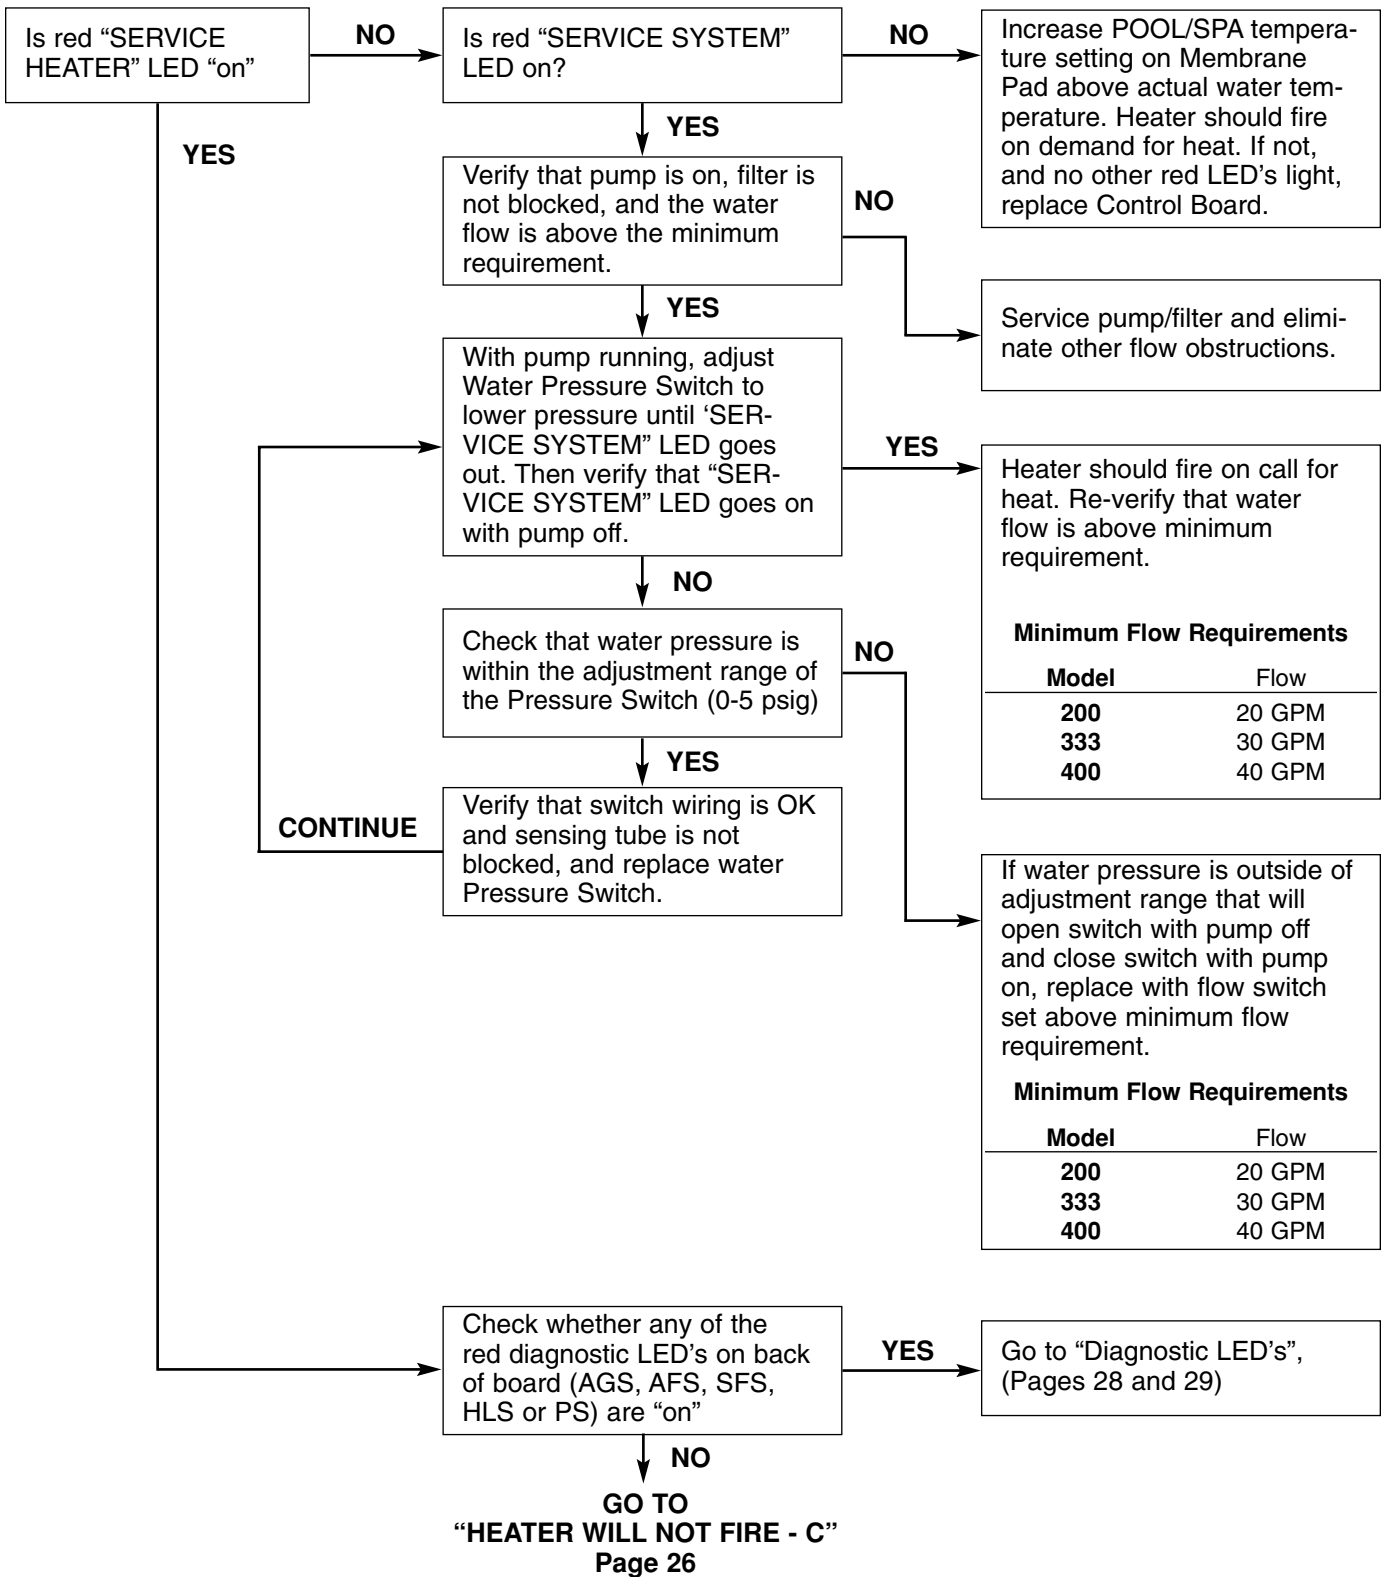 Is red “SERVICE
HEATER” LED “on”
NO
Is red “SERVICE SYSTEM”
LED on?
NO
Increase POOL/SPA tempera-
ture setting on Membrane
Pad above actual water tem-
perature. Heater should fire
on demand for heat. If not,
and no other red LED’s light,
replace Control Board.
YES
YES
Verify that pump is on, filter is
not blocked, and the water
flow is above the minimum
requirement.
NO
Service pump/filter and elimi-
nate other flow obstructions.
YES
With pump running, adjust
Water Pressure Switch to
lower pressure until ‘SER-
VICE SYSTEM” LED goes
out. Then verify that “SER-
VICE SYSTEM” LED goes on
with pump off.
YES
Heater should fire on call for
heat. Re-verify that water
flow is above minimum
requirement.
Minimum Flow Requirements
Model Flow
200 20 GPM
333 30 GPM
400 40 GPM
NO
Check that water pressure is
within the adjustment range of
the Pressure Switch (0-5 psig)
NO
YES
Verify that switch wiring is OK
and sensing tube is not
blocked, and replace water
Pressure Switch.
CONTINUE
If water pressure is outside of
adjustment range that will
open switch with pump off
and close switch with pump
on, replace with flow switch
set above minimum flow
requirement.
Minimum Flow Requirements
Model Flow
200 20 GPM
333 30 GPM
400 40 GPM
Check whether any of the
red diagnostic LED’s on back
of board (AGS, AFS, SFS,
HLS or PS) are “on”
YES
Go to “Diagnostic LED’s”,
(Pages 28 and 29)
NO
GO TO
“HEATER WILL NOT FIRE - C”
Page 26